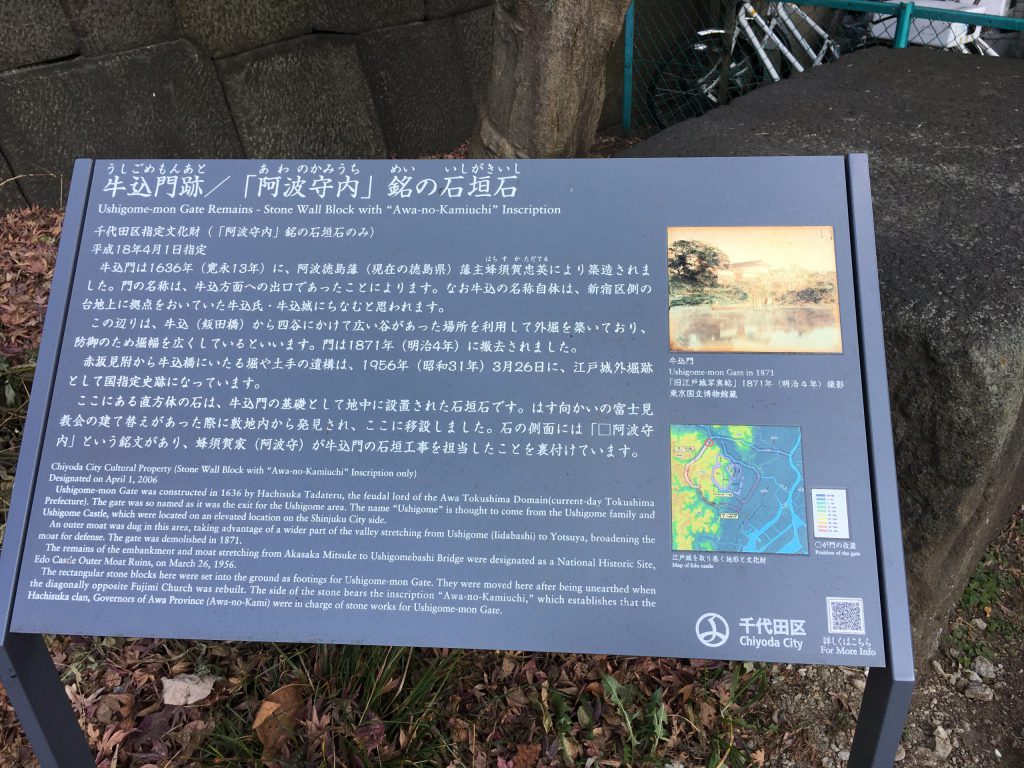 うしごめもんあと あわのかみうち めい いしがきいし
牛込門跡／「阿波守内」銘の石垣石
Ushigome-mon Gate Remains - Stone Wall Block with “Awa-no-Kamiuchi” Inscription
千代田区指定文化財（「阿波守内」銘の石垣石のみ）
平成18年4月1日指定
はちすかただてる
牛込門は1636年（寛永13年）に、阿波徳島藩（現在の徳島県）藩主蜂須賀忠英により築造されま
した。門の名称は、牛込方面への出口であったことによります。なお牛込の名称自体は、新宿区側の
台地上に拠点をおいていた牛込氏・牛込城にちなむと思われます。
この辺りは、牛込（飯田橋）から四谷にかけて広い谷があった場所を利用して外堀を築いており、
防御のため堀幅を広くしているといいます。門は1871年（明治4年）に撤去されました。
赤坂見附から牛込橋にいたる堀や土手の遺構は、1956年（昭和31年）3月26日に、江戸城外堀跡
として国指定史跡になっています。
ここにある直方体の石は、牛込門の基礎として地中に設置された石垣石です。はす向かいの富士見
教会の建て替えがあった際に敷地内から発見され、ここに移設しました。石の側面には「□阿波守
内」という銘文があり、蜂須賀家（阿波守）が牛込門の石垣工事を担当したことを裏付けています。
Chiyoda City Cultural Property (Stone Wall Block with “Awa-no-Kamiuchi” Inscription only)
Designated on April 1, 2006
Ushigome-mon Gate was constructed in 1636 by Hachisuka Tadateru, the feudal lord of the Awa Tokushima Domain(current-day Tokushima
Prefecture). The gate was so named as it was the exit for the Ushigome area. The name “Ushigome” is thought to come from the Ushigome family and
Ushigome Castle, which were located on an elevated location on the Shinjuku City side.
An outer moat was dug in this area, taking advantage of a wider part of the valley stretching from Ushigome (Iidabashi) to Yotsuya, broadening the
moat for defense. The gate was demolished in 1871.
The remains of the embankment and moat stretching from Akasaka Mitsuke to Ushigomebashi Bridge were designated as a National Historic Site,
Edo Castle Outer Moat Ruins, on March 26, 1956.
The rectangular stone blocks here were set into the ground as footings for Ushigome-mon Gate. They were moved here after being unearthed when
the diagonally opposite Fujimi Church was rebuilt. The side of the stone bears the inscription “Awa-no-Kamiuchi,” which establishes that the
Hachisuka clan, Governors of Awa Province (Awa-no-Kami) were in charge of stone works for Ushigome-mon Gate.
牛込門
Ushigome-mon Gate in 1871
「旧江戸城写真帖」1871年（明治4年）撮影
東京国立博物館蔵
江戸城を取り巻く地形と文化財
Map of Edo castle
○が門の位置
Position of the gate
千代田区
Chiyoda City
詳しくはこちら
For More Info